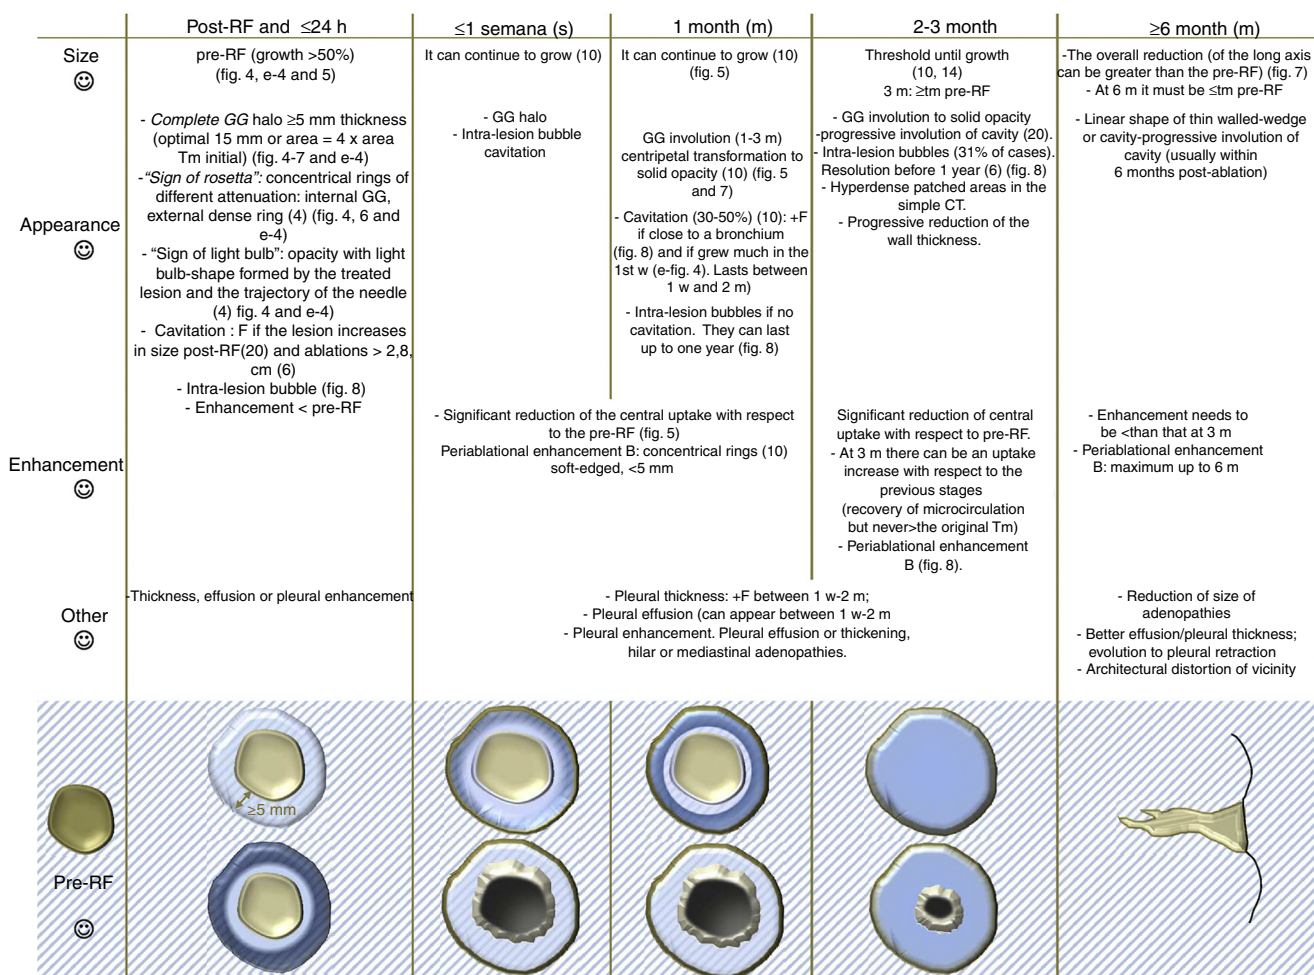 Post-RF and ≤24 h
≤1 semana (s)
1 month (m)
2-3 month
≥6 month (m)
Size
pre-RF (growth >50%)
(fig. 4, e-4 and 5)
It can continue to grow (10)
It can continue to grow (10)
(fig. 5)
Threshold until growth
(10, 14)
3 m: ≥tm pre-RF
-The overall reduction (of the long axis
can be greater than the pre-RF) (fig. 7)
- At 6 m it must be ≤tm pre-RF
Appearance
- Complete GG halo ≥5 mm thickness
(optimal 15 mm or area = 4 x area
Tm initial) (fig. 4-7 and e-4)
-“Sign of rosetta”: concentrical rings of
different attenuation: internal GG,
external dense ring (4) (fig. 4, 6 and
e-4)
- “Sign of light bulb”: opacity with light
bulb-shape formed by the treated
lesion and the trajectory of the needle
(4) fig. 4 and e-4)
- Cavitation : F if the lesion increases
in size post-RF(20) and ablations > 2,8,
cm (6)
- Intra-lesion bubble (fig. 8)
- Enhancement < pre-RF
- GG halo
- Intra-lesion bubble
cavitation
GG involution (1-3 m)
centripetal transformation to
solid opacity (10) (fig. 5
and 7)
- Cavitation (30-50%) (10): +F
if close to a bronchium
(fig. 8) and if grew much in the
1st w (e-fig. 4). Lasts between
1 w and 2 m)
- Intra-lesion bubbles if no
cavitation. They can last
up to one year (fig. 8)
- GG involution to solid opacity
-progressive involution of cavity (20).
- Intra-lesion bubbles (31% of cases).
Resolution before 1 year (6) (fig. 8)
- Hyperdense patched areas in the
simple CT.
- Progressive reduction of the
wall thickness.
- Linear shape of thin walled-wedge
or cavity-progressive involution of
cavity (usually within
6 months post-ablation)
Enhancement
- Significant reduction of the central uptake with respect
to the pre-RF (fig. 5)
Periablational enhancement B: concentrical rings (10)
soft-edged, <5 mm
Significant reduction of central
uptake with respect to pre-RF.
- At 3 m there can be an uptake
increase with respect to the
previous stages
(recovery of microcirculation
but never>the original Tm)
- Periablational enhancement
B (fig. 8).
- Enhancement needs to
be <than that at 3 m
- Periablational enhancement
B: maximum up to 6 m
Other
-Thickness, effusion or pleural enhancement
- Pleural thickness: +F between 1 w-2 m;
- Pleural effusion (can appear between 1 w-2 m
- Pleural enhancement. Pleural effusion or thickening,
hilar or mediastinal adenopathies.
- Reduction of size of
adenopathies
- Better effusion/pleural thickness;
evolution to pleural retraction
- Architectural distortion of vicinity
≥5 mm
Pre-RF